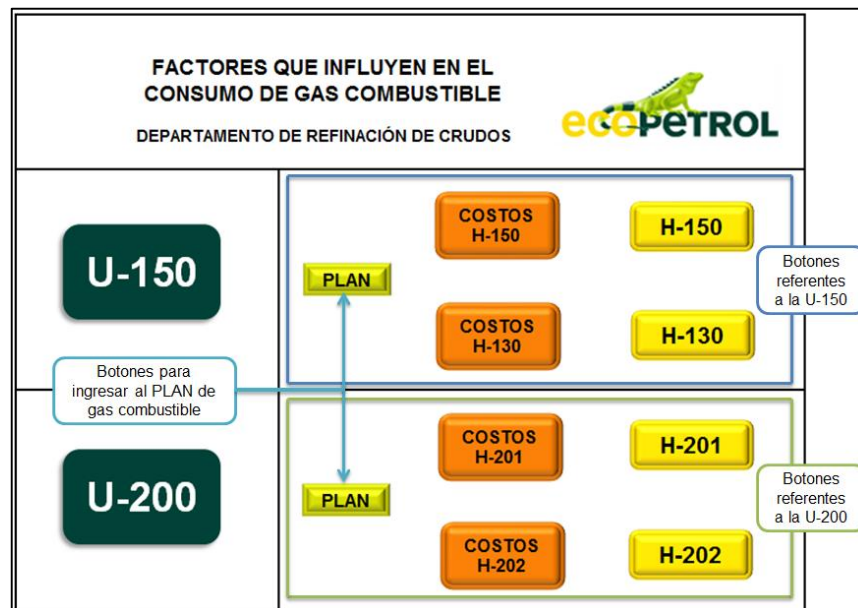 FACTORES QUE INFLUYEN EN EL
CONSUMO DE GAS COMBUSTIBLE
DEPARTAMENTO DE REFINACIÓN DE CRUDOS
ecoPETROL
U-150
PLAN
COSTOS
H-150
H-150
COSTOS
H-130
H-130
Botones
referentes
a la U-150
Botones para
ingresar al PLAN de
gas combustible
U-200
PLAN
COSTOS
H-201
H-201
COSTOS
H-202
H-202
Botones
referentes
a la U-200